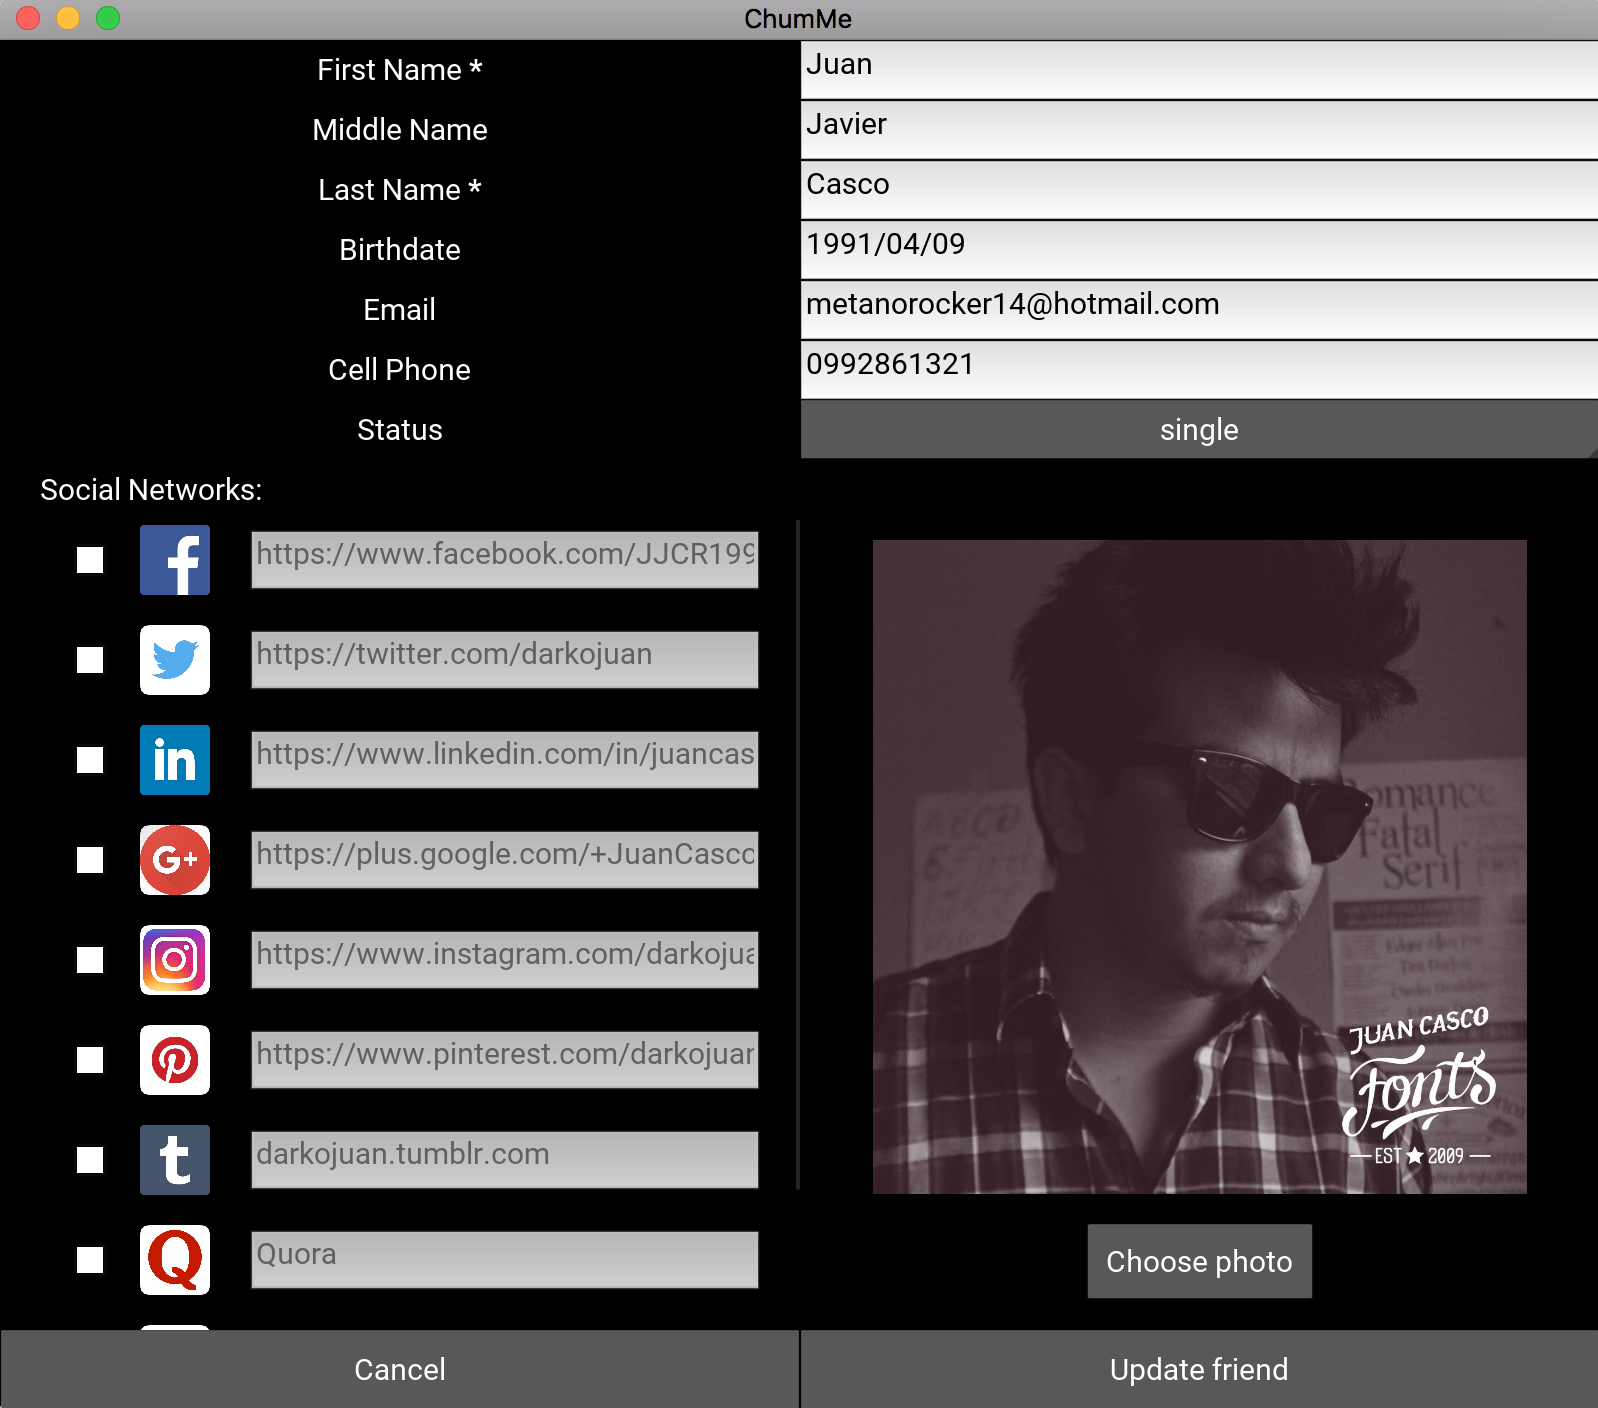 ChumMe
First Name *
Juan
Middle Name
Javier
Last Name *
Casco
Birthdate
1991/04/09
Email
metanorocker14@hotmail.com
Cell Phone
0992861321
Status
single
Social Networks:
https://www.facebook.com/JJCR199
https://twitter.com/darkojuan
in
https://www.linkedin.com/in/juancas
G+
https://plus.google.com/+JuanCasco
https://www.instagram.com/darkojua
https://www.pinterest.com/darkojuan
t
darkojuan.tumblr.com
Q
Quora
omance
Fatal
Serif
JUAN CASCO
Fonts
EST ★ 2009
Choose photo
Cancel
Update friend